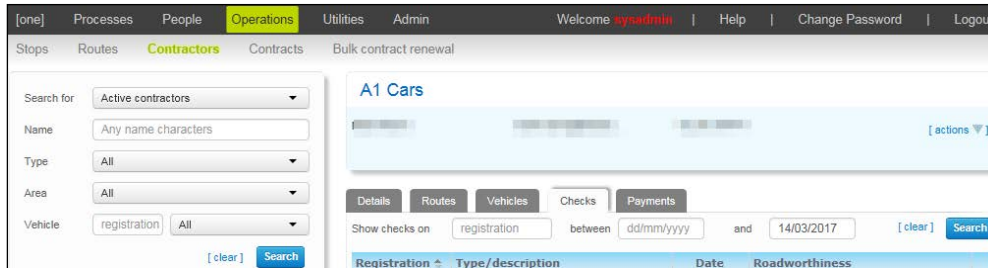 [one] Processes People Operations Utilities Admin Welcome sysadmin | Help | Change Password | Logou
Stops Routes Contractors Contracts Bulk contract renewal
Search for Active contractors
Name Any name characters
Type All
Area All
Vehicle registration All
[ clear ] Search
A1 Cars
[ actions ]
Details Routes Vehicles Checks Payments
Show checks on registration between dd/mm/yyyy and 14/03/2017 [ clear ] Search
Registration Type/description Date Roadworthiness